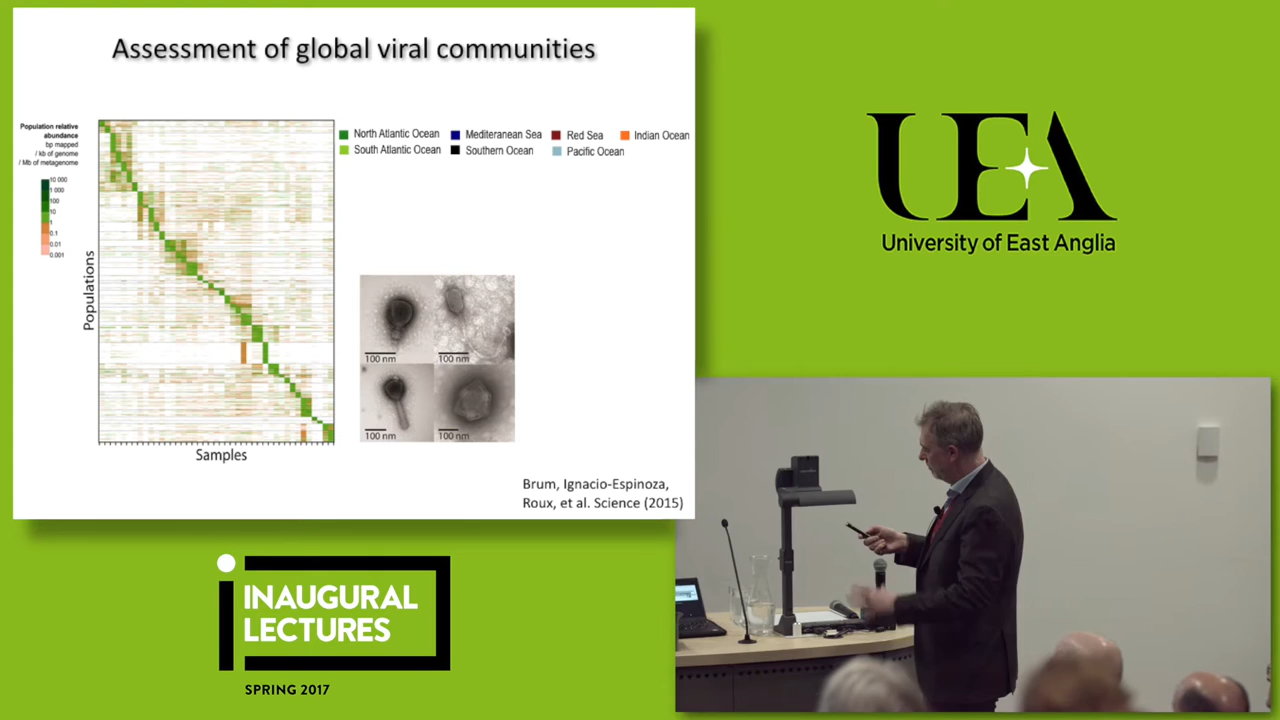 Assessment of global viral communities
Population relative
abundance
bp mapped
/ kb of genome
/ Mb of metagenome
10 000
1 000
100
10
1
0.1
0.01
0.001
Populations
Samples
North Atlantic Ocean
Mediteranean Sea
Red Sea
Indian Ocean
South Atlantic Ocean
Southern Ocean
Pacific Ocean
100 nm
100 nm
100 nm
100 nm
Brum, Ignacio-Espinoza,
Roux, et al. Science (2015)
UEA
University of East Anglia
INAUGURAL
LECTURES
SPRING 2017